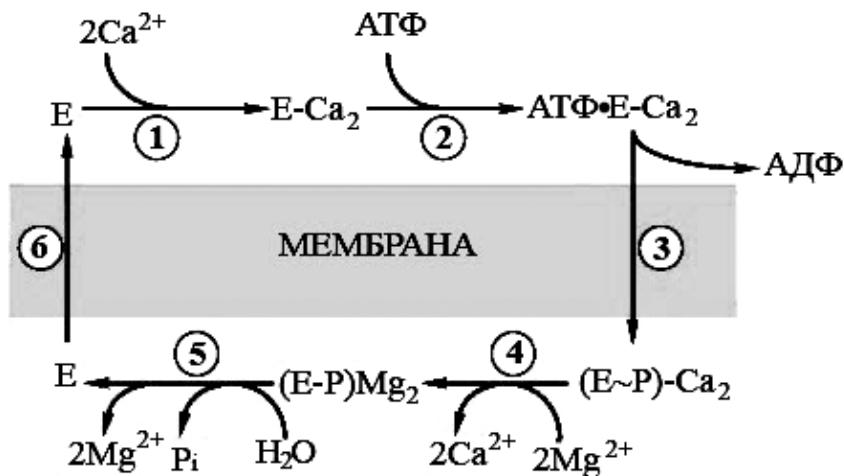 2Ca²⁺ АТФ
E E-Ca₂ АТФ•E-Ca₂
① ②
АДФ
⑥ МЕМБРАНА ③
⑤ ④
E (E-P)Mg₂ (E~P)-Ca₂
2Mg²⁺ Pi H₂O 2Ca²⁺ 2Mg²⁺